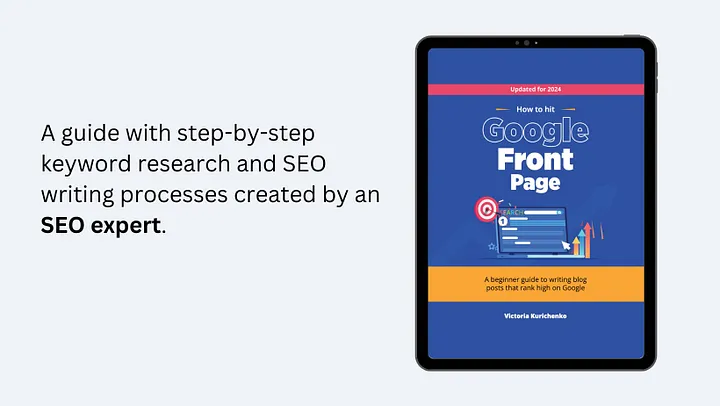 A guide with step-by-step
keyword research and SEO
writing processes created by an
SEO expert.
Updated for 2024
How to hit
Google
Front
Page
SEARCH
1
A beginner guide to writing blog
posts that rank high on Google
Victoria Kurichenko